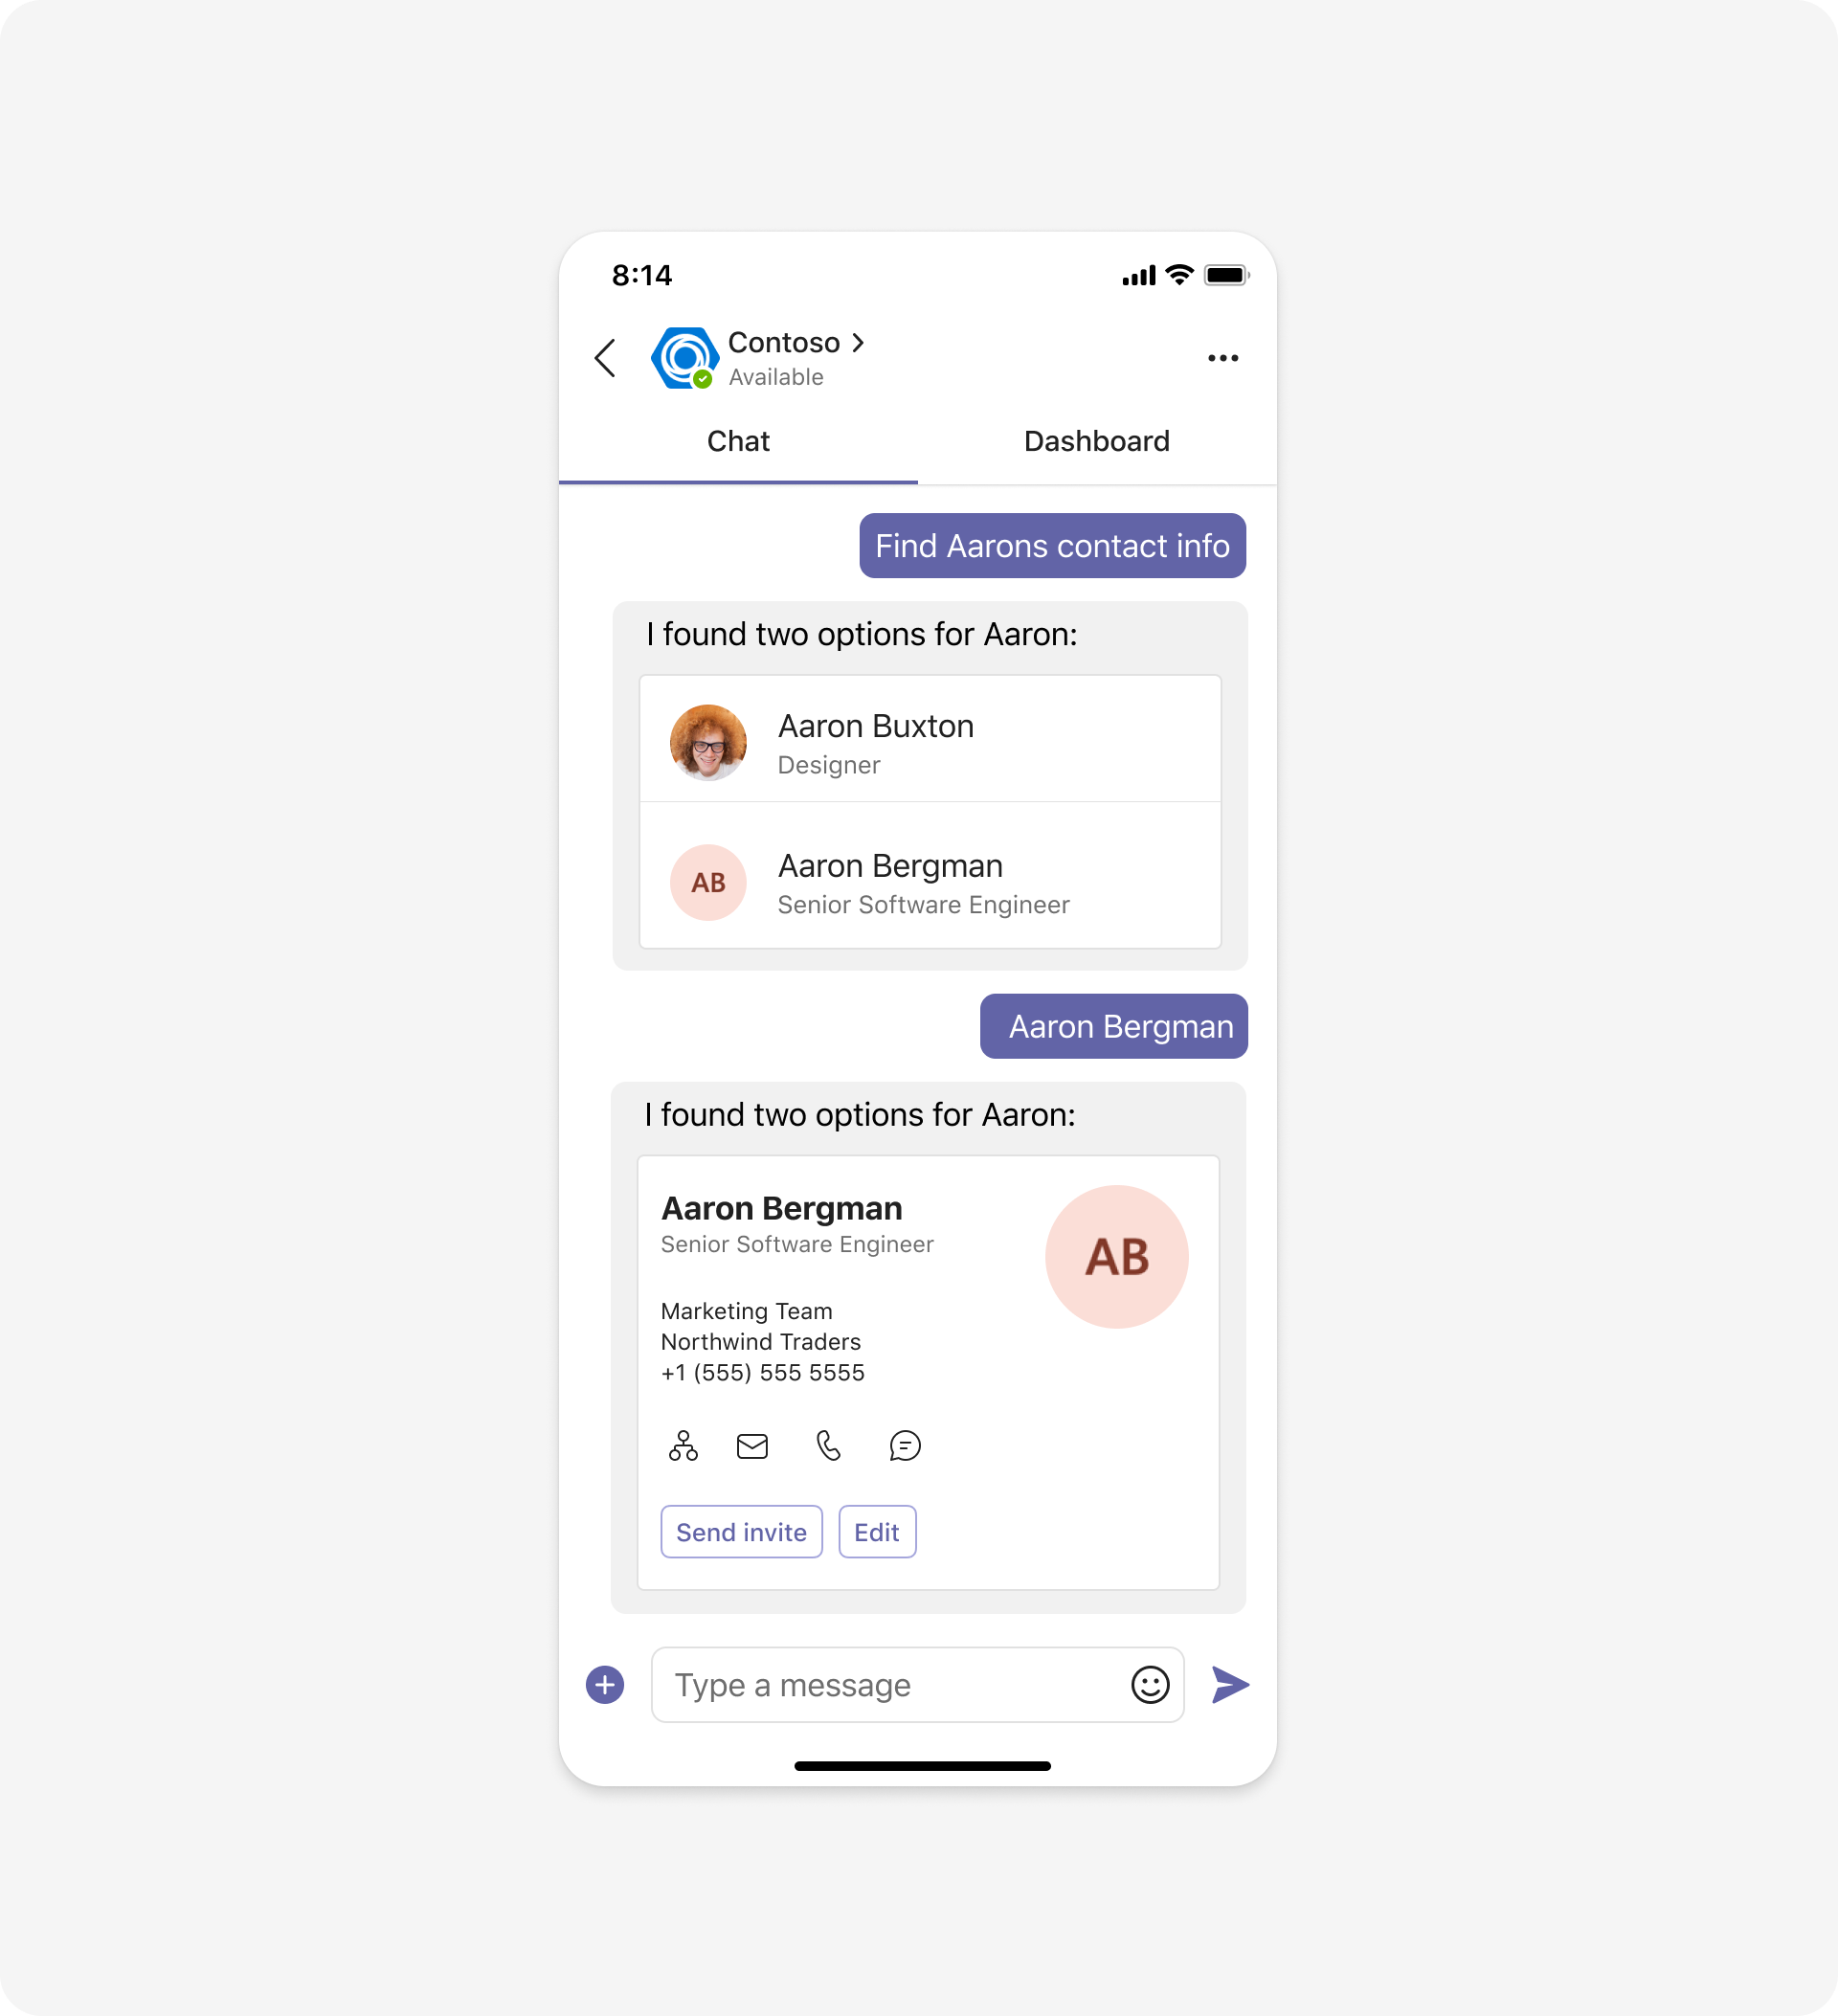 8:14
Contoso
Available
Chat
Dashboard
Find Aarons contact info
I found two options for Aaron:
Aaron Buxton
Designer
AB
Aaron Bergman
Senior Software Engineer
Aaron Bergman
I found two options for Aaron:
Aaron Bergman
Senior Software Engineer
AB
Marketing Team
Northwind Traders
+1 (555) 555 5555
Send invite
Edit
Type a message